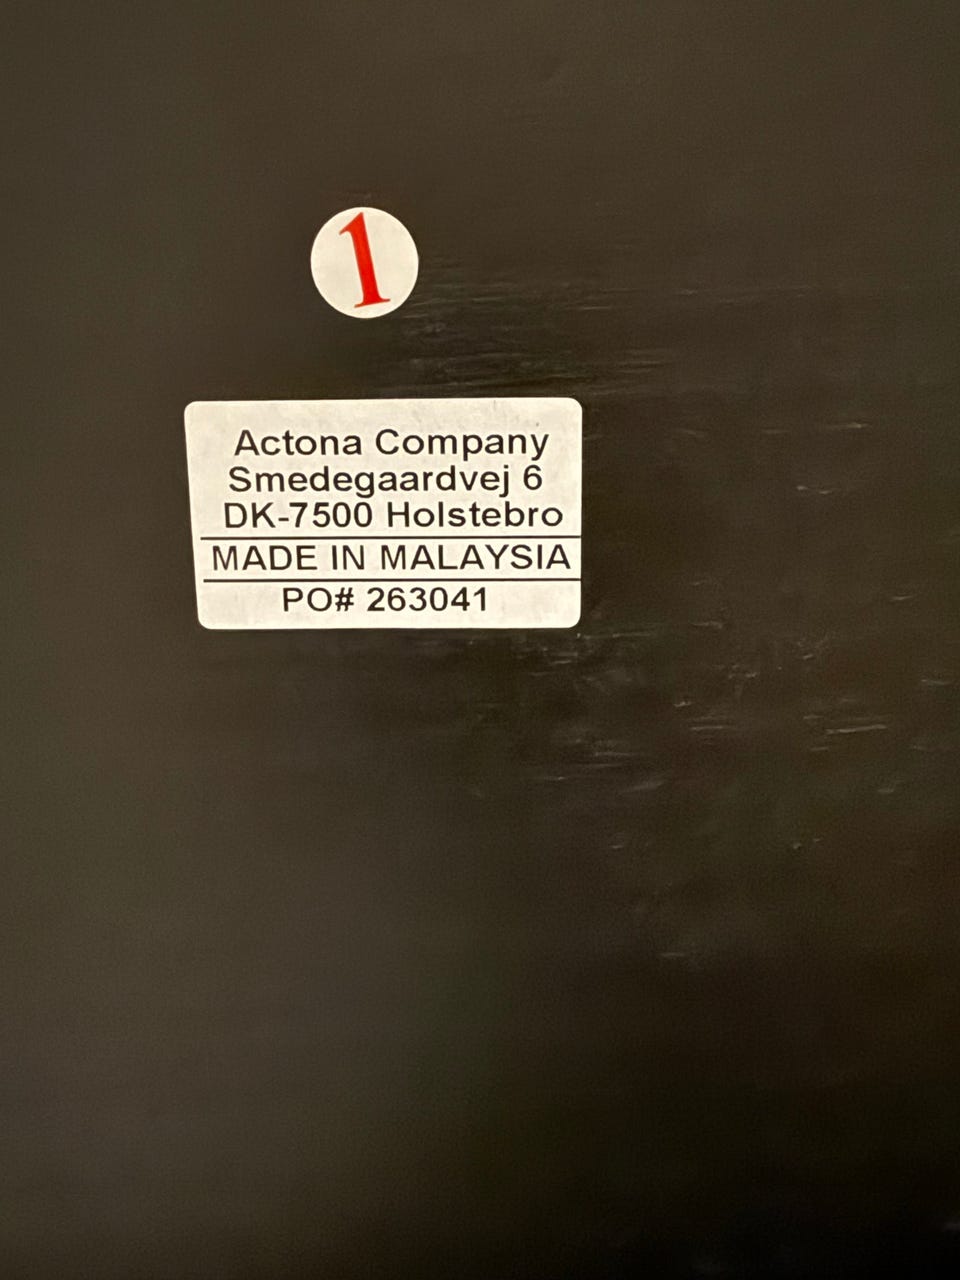 1
Actona Company
Smedegaardvej 6
DK-7500 Holstebro
MADE IN MALAYSIA
PO# 263041